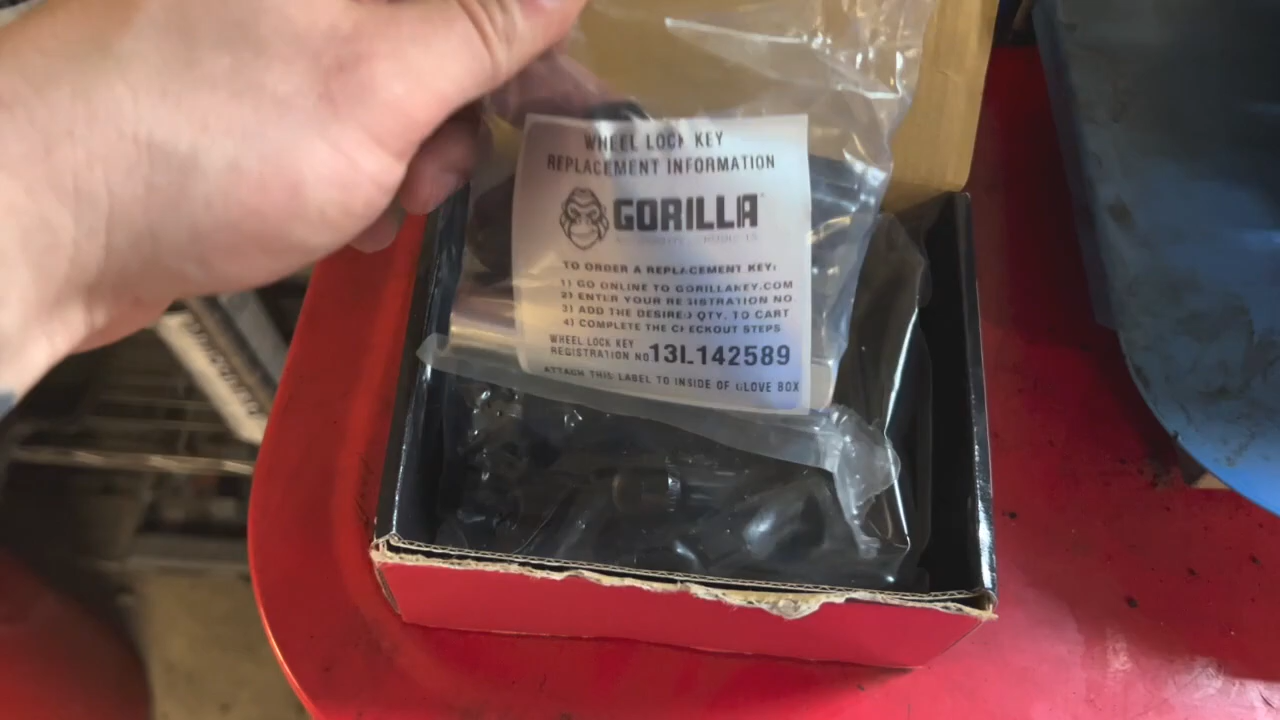 WHEEL LOCK KEY
REPLACEMENT INFORMATION
GORILLA
TO ORDER A REPLACEMENT KEY:
1) GO ONLINE TO GORILLAKEY.COM
2) ENTER YOUR REGISTRATION NO.
3) ADD THE DESIRED QTY. TO CART
4) COMPLETE THE CHECKOUT STEPS
WHEEL LOCK KEY
REGISTRATION NO 13L142589
ATTACH THIS LABEL TO INSIDE OF GLOVE BOX